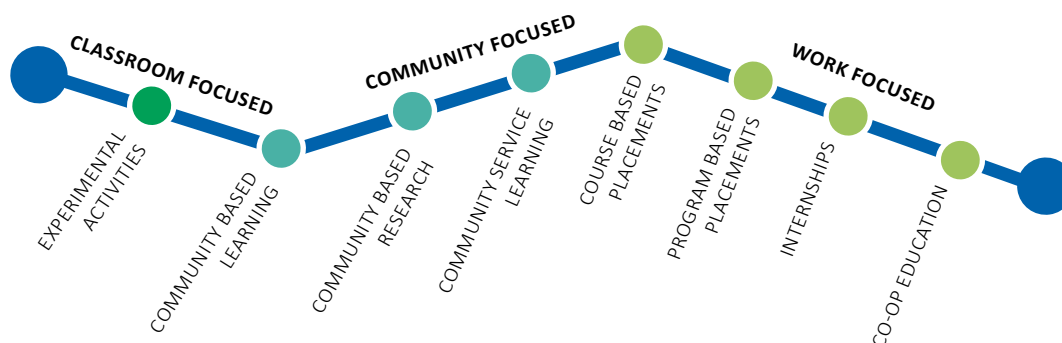 CLASSROOM FOCUSED
COMMUNITY FOCUSED
WORK FOCUSED
EXPERIMENTAL
ACTIVITIES
COMMUNITY BASED
LEARNING
COMMUNITY BASED
RESEARCH
COMMUNITY SERVICE
LEARNING
COURSE BASED
PLACEMENTS
PROGRAM BASED
PLACEMENTS
INTERNSHIPS
CO-OP EDUCATION